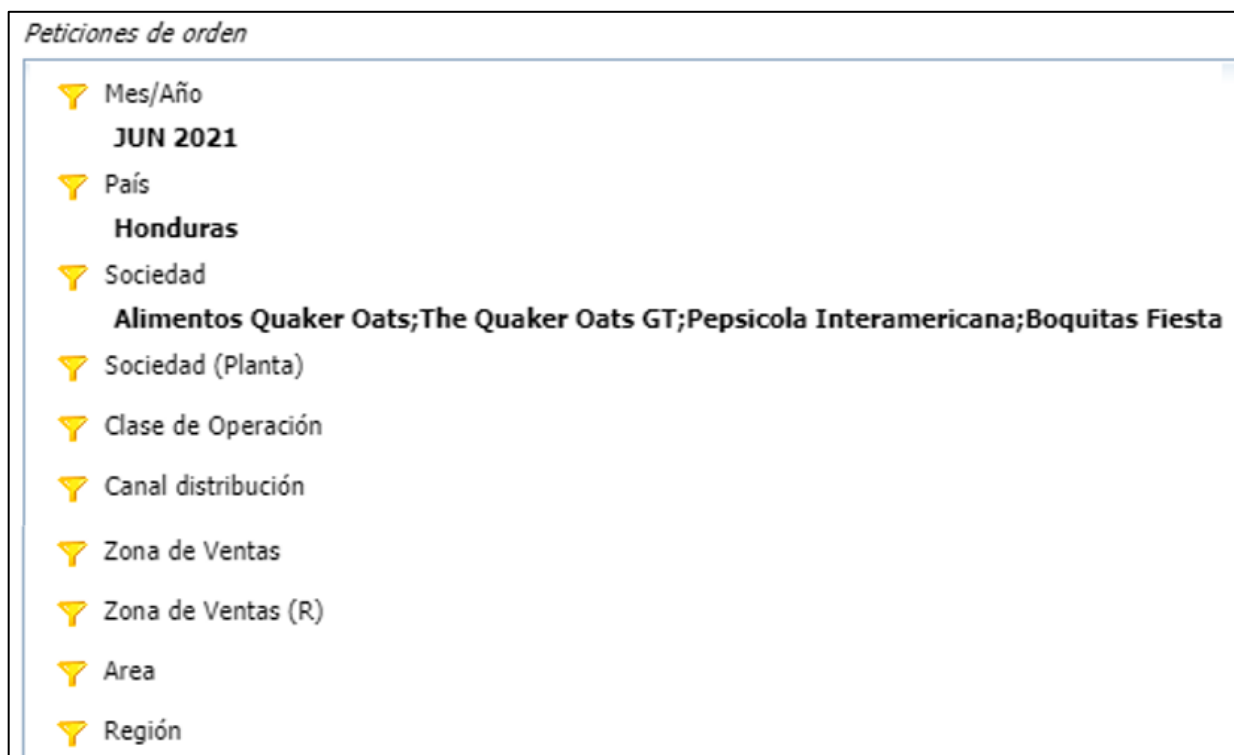 Peticiones de orden
Mes/Año
JUN 2021
País
Honduras
Sociedad
Alimentos Quaker Oats;The Quaker Oats GT;Pepsicola Interamericana;Boquitas Fiesta
Sociedad (Planta)
Clase de Operación
Canal distribución
Zona de Ventas
Zona de Ventas (R)
Area
Región